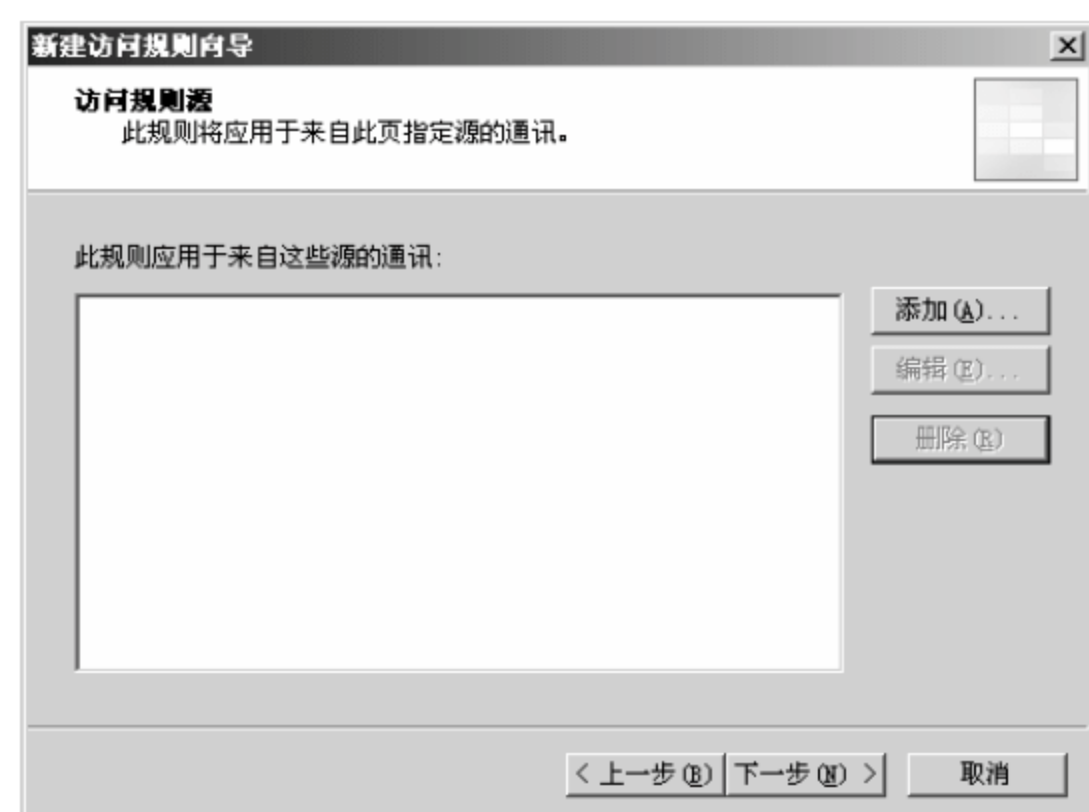 新建访问规则向导
访问规则源
此规则将应用于来自此页指定源的通讯。
此规则应用于来自这些源的通讯:
添加(A)...
编辑(E)...
删除(R)
< 上一步(B)
下一步(N) >
取消